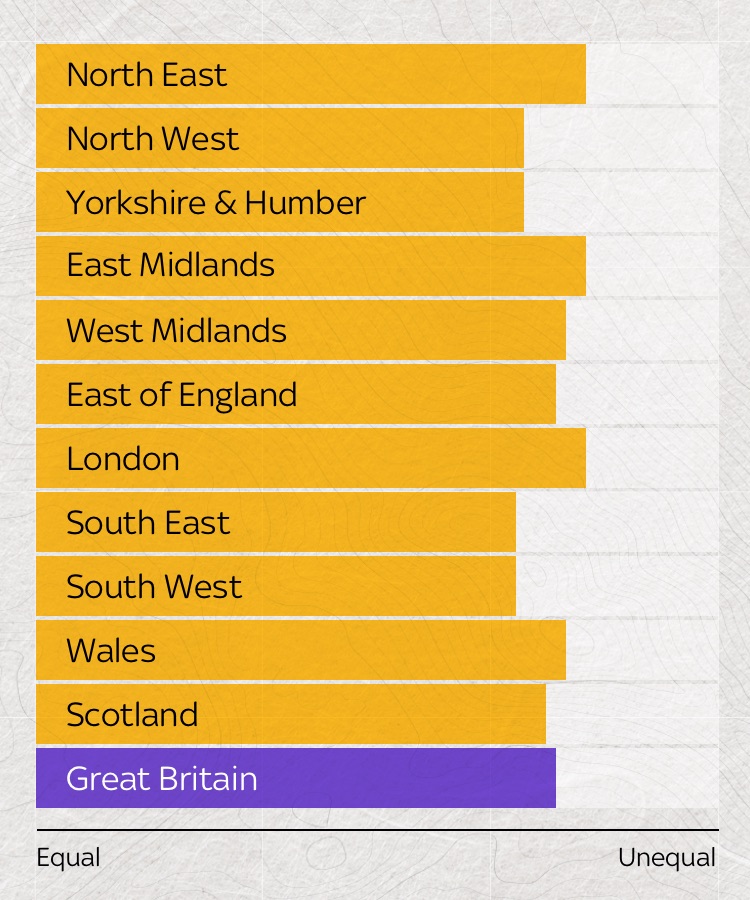 North East
North West
Yorkshire & Humber
East Midlands
West Midlands
East of England
London
South East
South West
Wales
Scotland
Great Britain
Equal Unequal